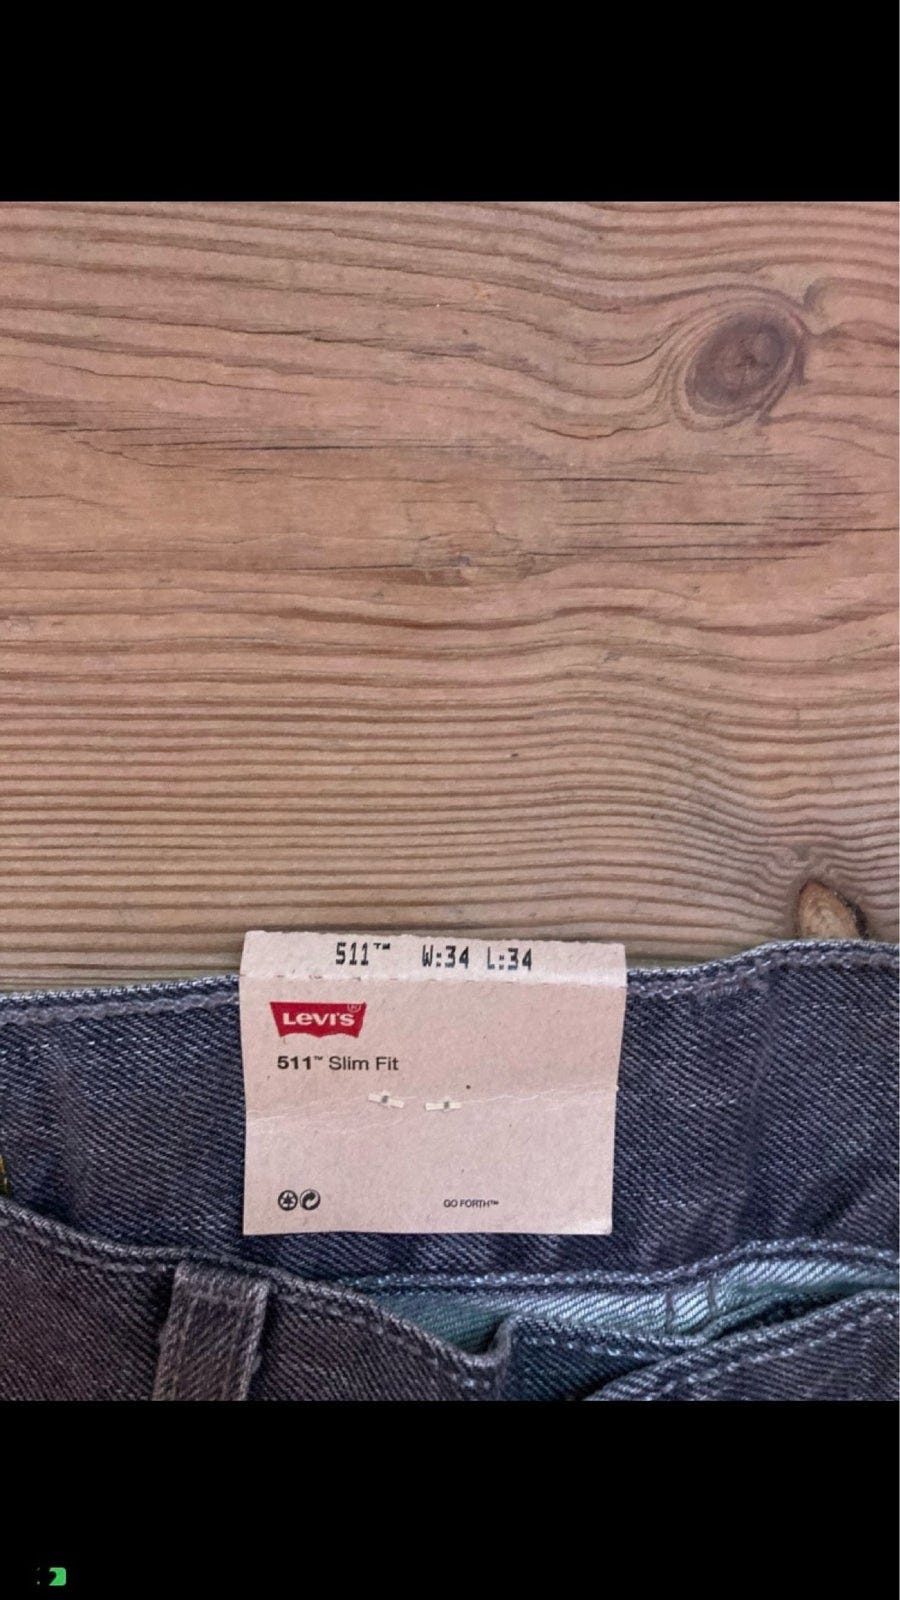 511™ W:34 L:34
LEVI'S®
511™ Slim Fit
GO FORTH™